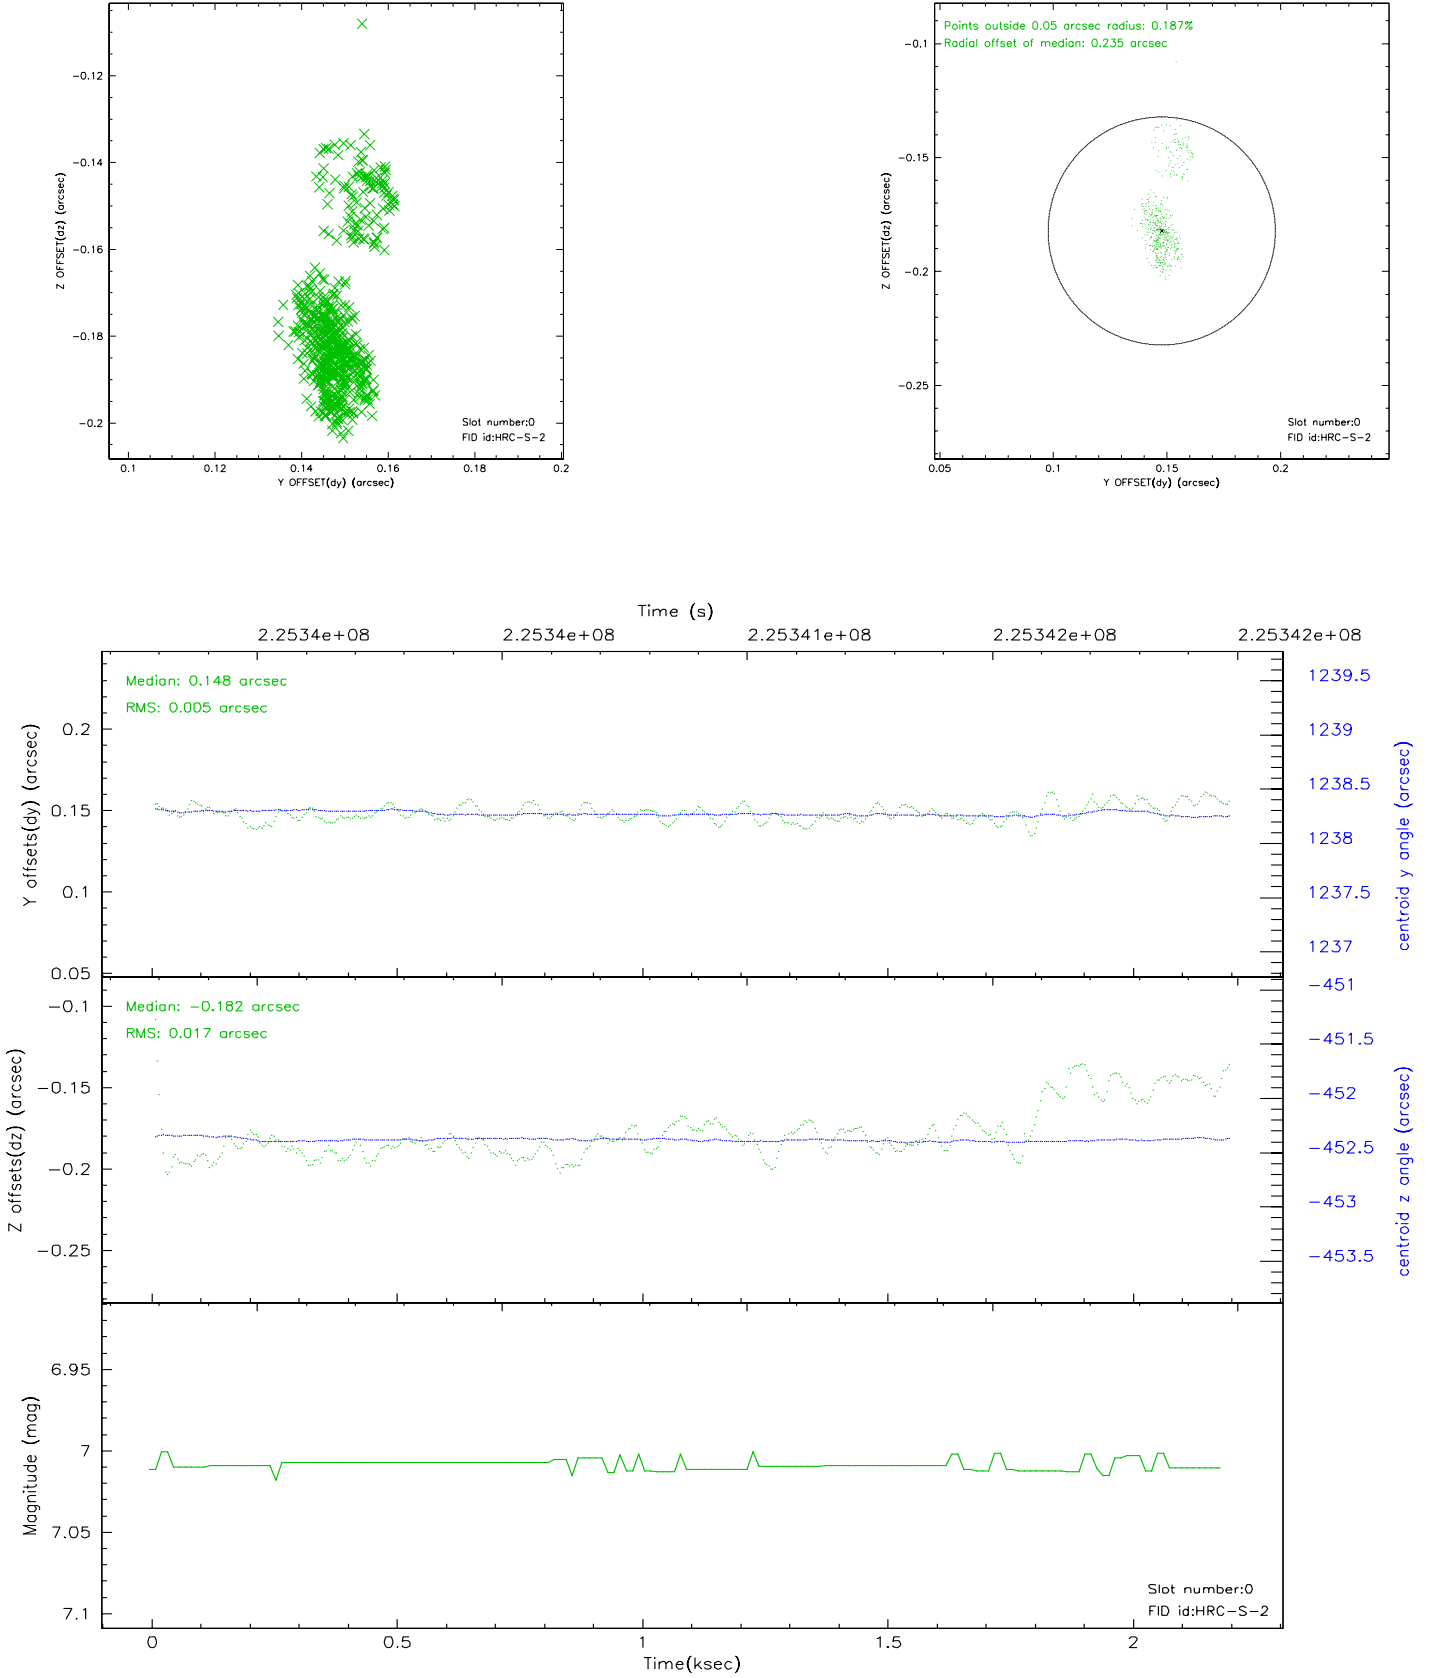 -0.12
-0.14
-0.16
-0.18
-0.2
Z OFFSET(dz) (arcsec)
Slot number:0
FID id:HRC-S-2
0.1 0.12 0.14 0.16 0.18 0.2
Y OFFSET(dy) (arcsec)
Points outside 0.05 arcsec radius: 0.187%
Radial offset of median: 0.235 arcsec
-0.1
-0.15
-0.2
-0.25
Z OFFSET(dz) (arcsec)
Slot number:0
FID id:HRC-S-2
0.05 0.1 0.15 0.2
Y OFFSET(dy) (arcsec)
Time (s)
2.2534e+08 2.2534e+08 2.25341e+08 2.25342e+08 2.25342e+08
Median: 0.148 arcsec
RMS: 0.005 arcsec
0.2
0.15
0.1
0.05
Y offsets(dy) (arcsec)
1239.5
1239
1238.5
1238
1237.5
1237
centroid y angle (arcsec)
Median: -0.182 arcsec
RMS: 0.017 arcsec
-0.1
-0.15
-0.2
-0.25
Z offsets(dz) (arcsec)
-451
-451.5
-452
-452.5
-453
-453.5
centroid z angle (arcsec)
6.95
7
7.05
7.1
Magnitude (mag)
Slot number:0
FID id:HRC-S-2
0 0.5 1 1.5 2
Time(ksec)